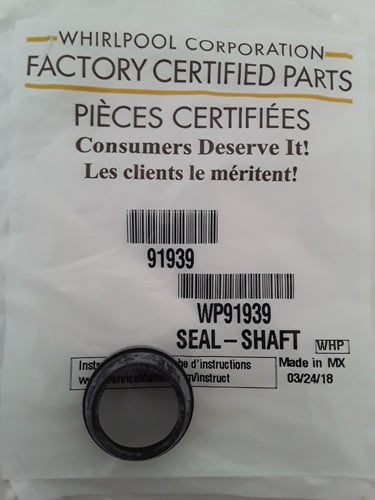 WHIRLPOOL CORPORATION
FACTORY CERTIFIED PARTS
PIÈCES CERTIFIÉES
Consumers Deserve It!
Les clients le méritent!
91939
WP91939
SEAL-SHAFT WHP
d'instructions Made in MX
03/24/18